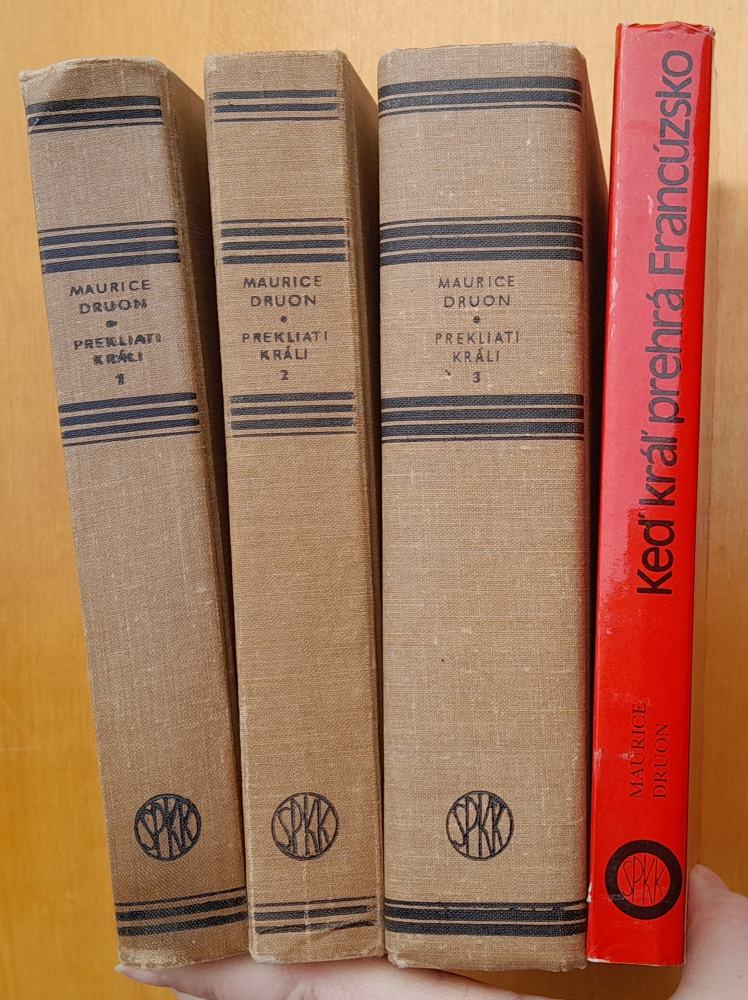 MAURICE
DRUON
•
PREKLIATI
KRÁLI
1
SPKK
MAURICE
DRUON
•
PREKLIATI
KRÁLI
2
SPKK
MAURICE
DRUON
•
PREKLIATI
KRÁLI
3
SPKK
Keď kráľ prehrá Francúzsko
MAURICE
DRUON
SPKK